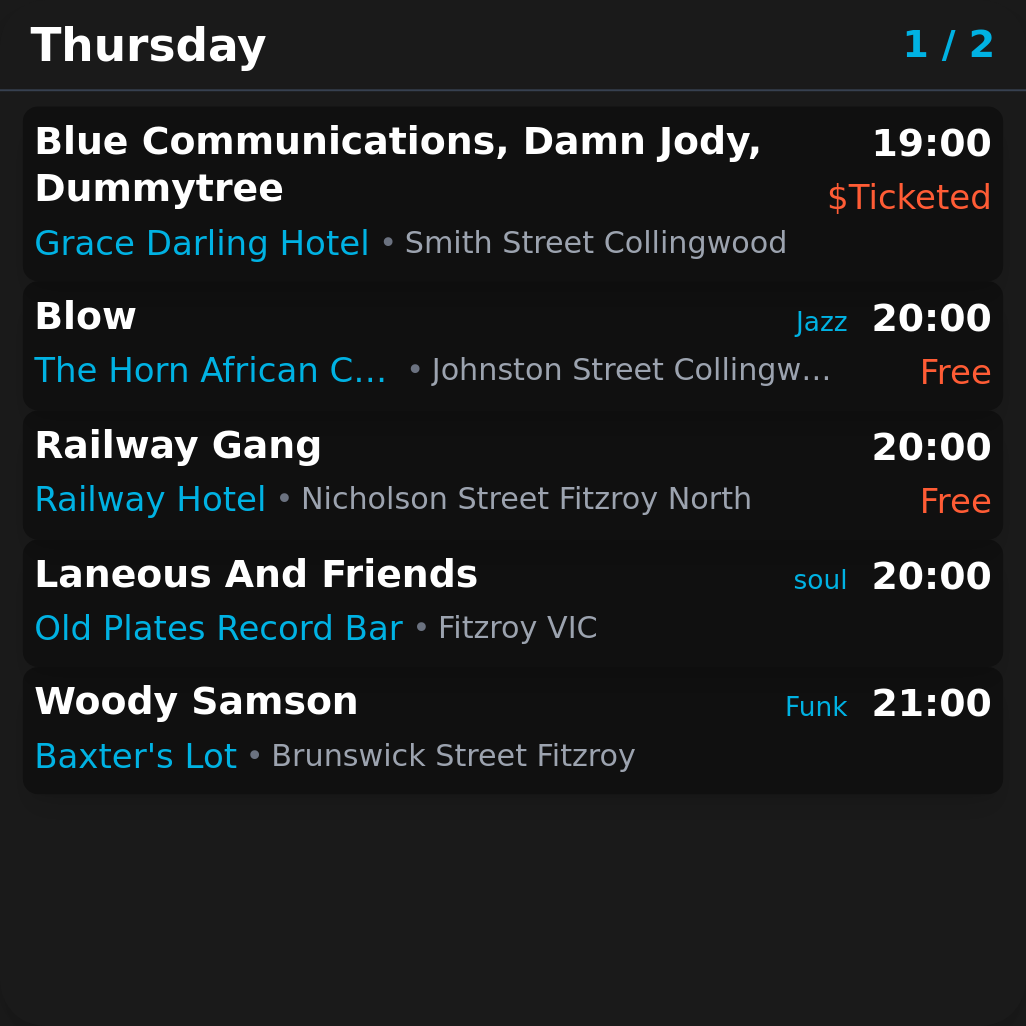 Thursday 1 / 2
Blue Communications, Damn Jody, 19:00
Dummytree $Ticketed
Grace Darling Hotel • Smith Street Collingwood
Blow Jazz 20:00
The Horn African C... • Johnston Street Collingw... Free
Railway Gang 20:00
Railway Hotel • Nicholson Street Fitzroy North Free
Laneous And Friends soul 20:00
Old Plates Record Bar • Fitzroy VIC
Woody Samson Funk 21:00
Baxter's Lot • Brunswick Street Fitzroy